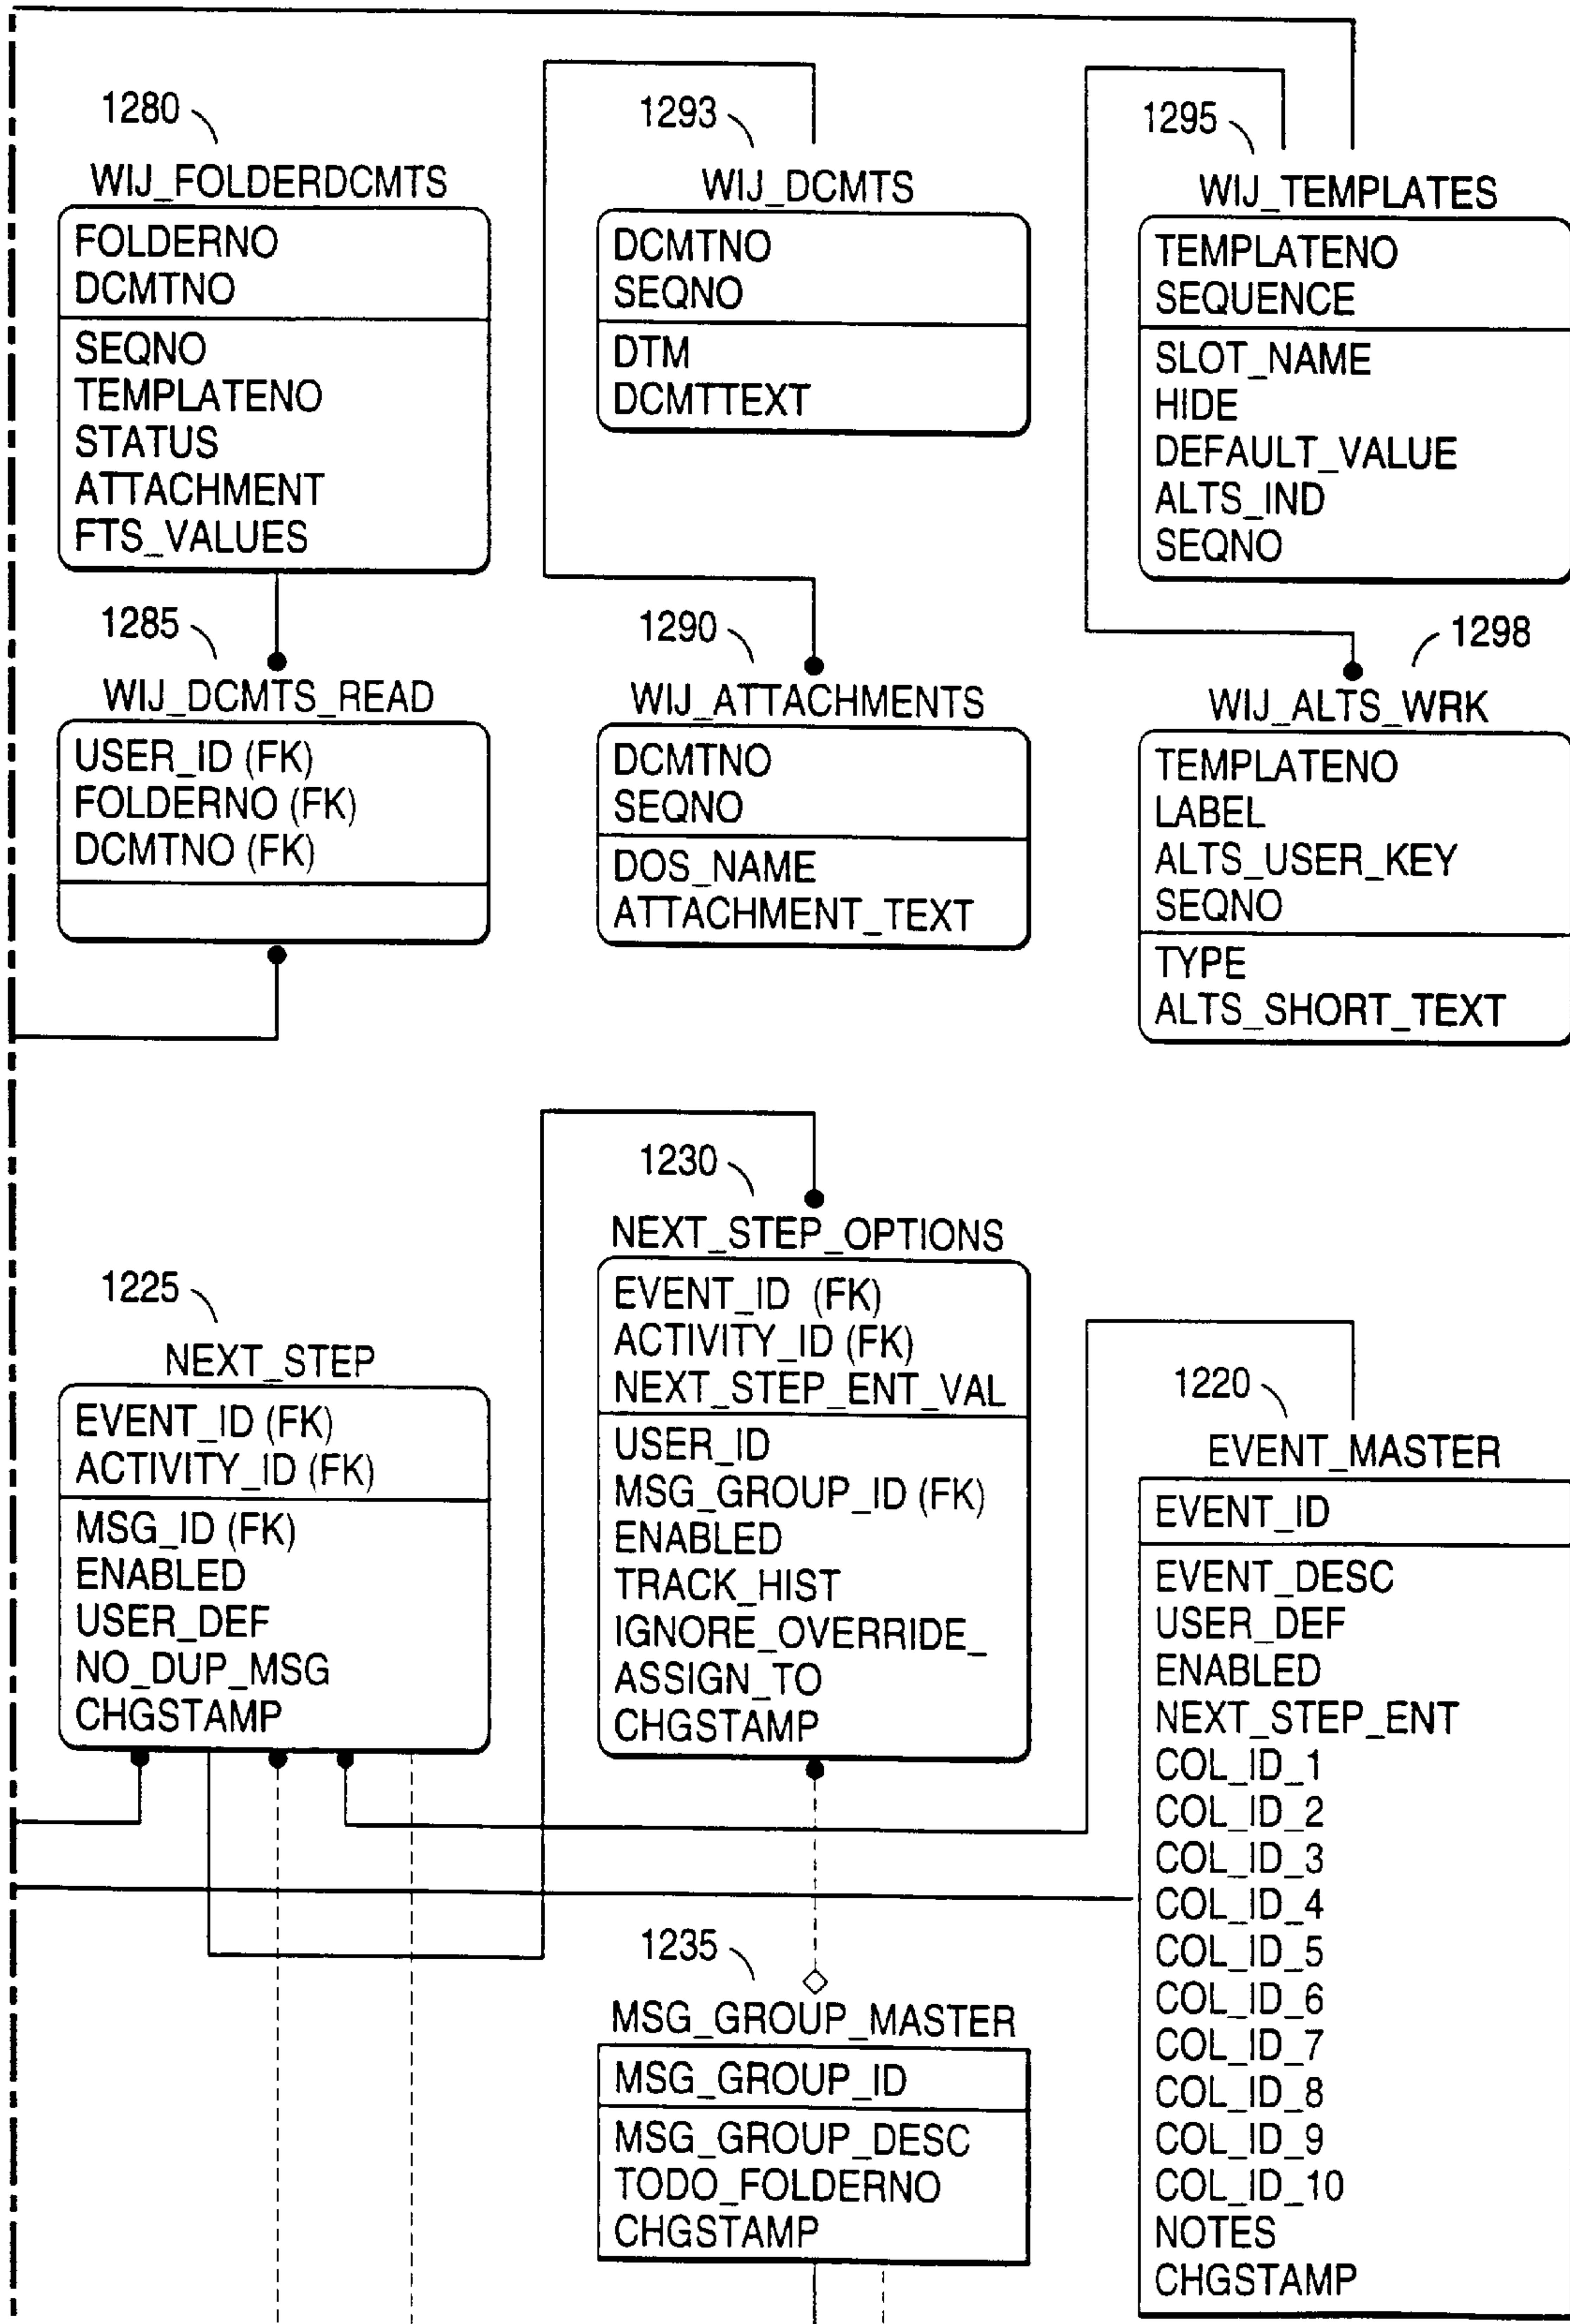 1280
WIJ_FOLDERDCMTS
FOLDERNO
DCMTNO
SEQNO
TEMPLATENO
STATUS
ATTACHMENT
FTS_VALUES
1293
WIJ_DCMTS
DCMTNO
SEQNO
DTM
DCMTTEXT
1295
WIJ_TEMPLATES
TEMPLATENO
SEQUENCE
SLOT_NAME
HIDE
DEFAULT_VALUE
ALTS_IND
SEQNO
1285
WIJ_DCMTS_READ
USER_ID (FK)
FOLDERNO (FK)
DCMTNO (FK)
1290
WIJ_ATTACHMENTS
DCMTNO
SEQNO
DOS_NAME
ATTACHMENT_TEXT
1298
WIJ_ALTS_WRK
TEMPLATENO
LABEL
ALTS_USER_KEY
SEQNO
TYPE
ALTS_SHORT_TEXT
1225
NEXT_STEP
EVENT_ID (FK)
ACTIVITY_ID (FK)
MSG_ID (FK)
ENABLED
USER_DEF
NO_DUP_MSG
CHGSTAMP
1230
NEXT_STEP_OPTIONS
EVENT_ID (FK)
ACTIVITY_ID (FK)
NEXT_STEP_ENT_VAL
USER_ID
MSG_GROUP_ID (FK)
ENABLED
TRACK_HIST
IGNORE_OVERRIDE_
ASSIGN_TO
CHGSTAMP
1235
MSG_GROUP_MASTER
MSG_GROUP_ID
MSG_GROUP_DESC
TODO_FOLDERNO
CHGSTAMP
1220
EVENT_MASTER
EVENT_ID
EVENT_DESC
USER_DEF
ENABLED
NEXT_STEP_ENT
COL_ID_1
COL_ID_2
COL_ID_3
COL_ID_4
COL_ID_5
COL_ID_6
COL_ID_7
COL_ID_8
COL_ID_9
COL_ID_10
NOTES
CHGSTAMP